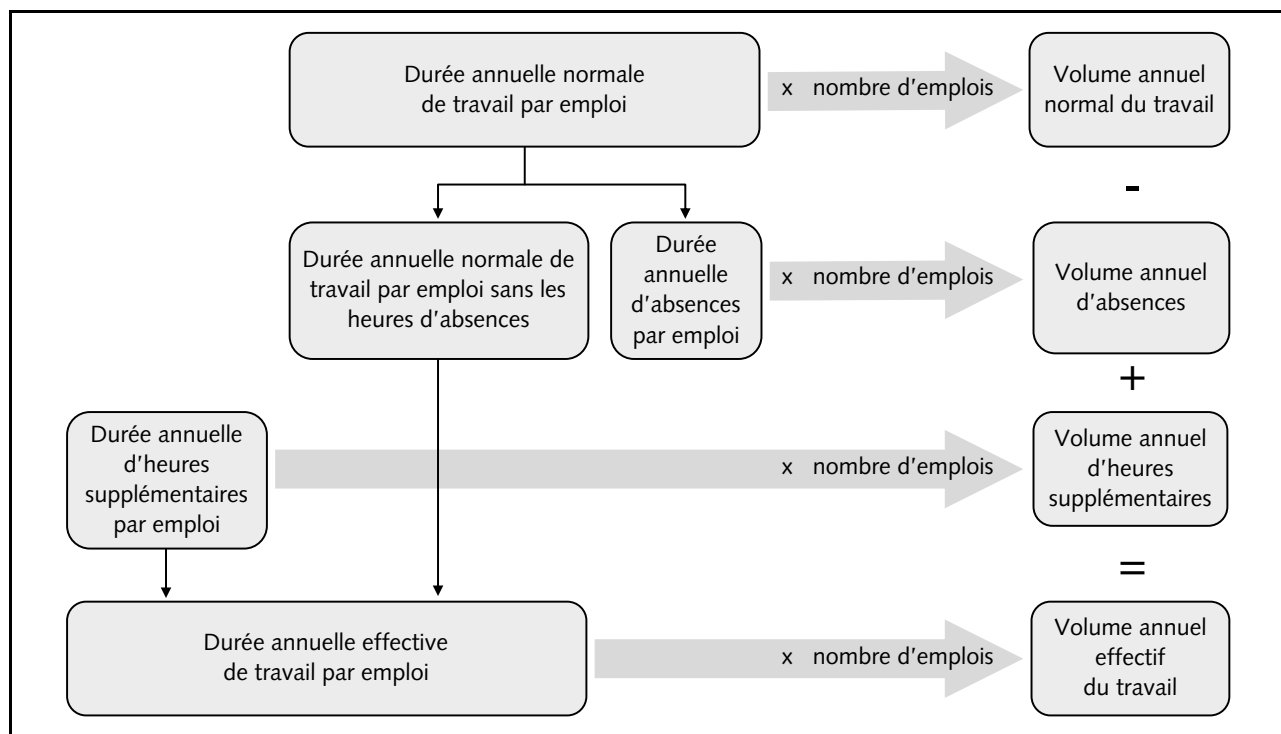 Durée annuelle normale
de travail par emploi
x nombre d'emplois
Volume annuel
normal du travail
-
Durée annuelle normale de
travail par emploi sans les
heures d'absences
Durée
annuelle
d'absences
par emploi
x nombre d'emplois
Volume annuel
d'absences
+
Durée annuelle
d'heures
supplémentaires
par emploi
x nombre d'emplois
Volume annuel
d'heures
supplémentaires
=
Durée annuelle effective
de travail par emploi
x nombre d'emplois
Volume annuel
effectif
du travail